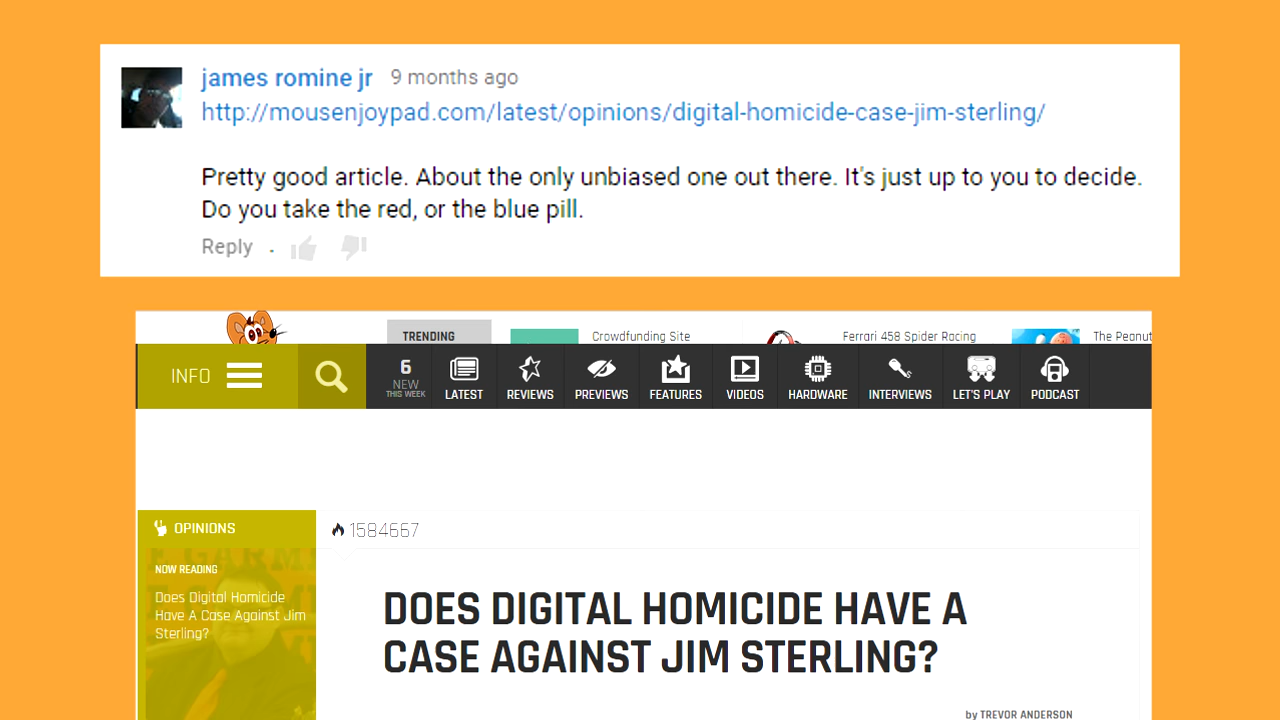 james romine jr 9 months ago
http://mousenjoypad.com/latest/opinions/digital-homicide-case-jim-sterling/
Pretty good article. About the only unbiased one out there. It's just up to you to decide.
Do you take the red, or the blue pill.
Reply
TRENDING
Crowdfunding Site
Ferrari 458 Spider Racing
The Peanut
INFO
6
NEW
THIS WEEK
LATEST
REVIEWS
PREVIEWS
FEATURES
VIDEOS
HARDWARE
INTERVIEWS
LET'S PLAY
PODCAST
OPINIONS
1584667
NOW READING
Does Digital Homicide
Have A Case Against Jim
Sterling?
DOES DIGITAL HOMICIDE HAVE A
CASE AGAINST JIM STERLING?
by TREVOR ANDERSON